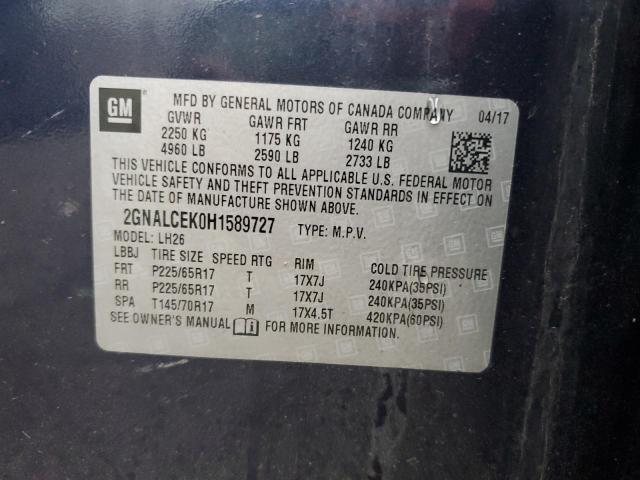 GM
MFD BY GENERAL MOTORS OF CANADA COMPANY 04/17
GVWR GAWR FRT GAWR RR
2250 KG 1175 KG 1240 KG
4960 LB 2590 LB 2733 LB
THIS VEHICLE CONFORMS TO ALL APPLICABLE U.S. FEDERAL MOTOR
VEHICLE SAFETY AND THEFT PREVENTION STANDARDS IN EFFECT ON
THE DATE OF MANUFACTURE SHOWN ABOVE.
2GNALCEK0H1589727 TYPE: M.P.V.
MODEL: LH26
LBBJ TIRE SIZE SPEED RTG RIM COLD TIRE PRESSURE
FRT P225/65R17 T 17X7J 240KPA(35PSI)
RR P225/65R17 T 17X7J 240KPA(35PSI)
SPA T145/70R17 M 17X4.5T 420KPA(60PSI)
SEE OWNER'S MANUAL FOR MORE INFORMATION.